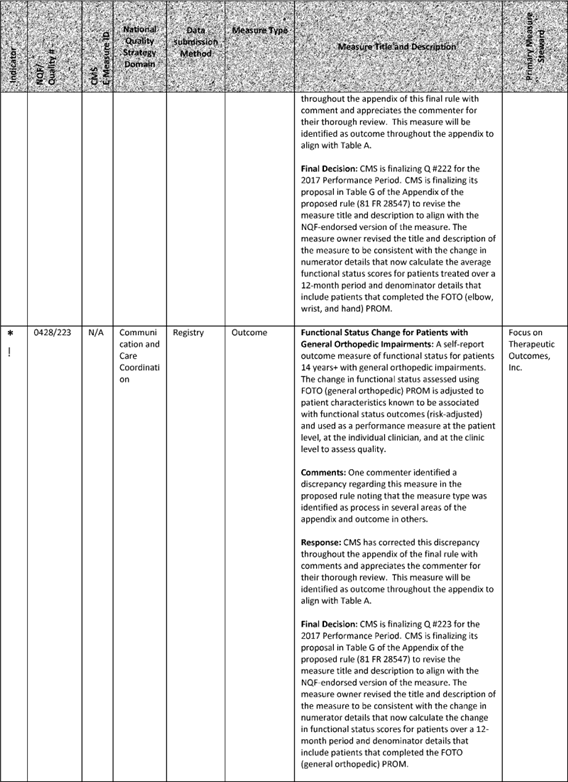 Indicator
NQF/
Quality #
CMS
E-Measure ID
National
Quality
Strategy
Domain
Data
submission
Method
Measure Type
Measure Title and Description
Primary Measure
Steward
throughout the appendix of this final rule with
comment and appreciates the commenter for
their thorough review.  This measure will be
identified as outcome throughout the appendix to
align with Table A.
Final Decision: CMS is finalizing Q #222 for the
2017 Performance Period.  CMS is finalizing its
proposal in Table G of the Appendix of the
proposed rule (81 FR 28547) to revise the
measure title and description to align with the
NQF-endorsed version of the measure. The
measure owner revised the title and description of
the measure to be consistent with the change in
numerator details that now calculate the average
functional status scores for patients treated over a
12-month period and denominator details that
include patients that completed the FOTO (elbow,
wrist, and hand) PROM.
*
!
0428/223
N/A
Communi
cation and
Care
Coordinati
on
Registry
Outcome
Functional Status Change for Patients with
General Orthopedic Impairments: A self-report
outcome measure of functional status for patients
14 years+ with general orthopedic impairments.
The change in functional status assessed using
FOTO (general orthopedic) PROM is adjusted to
patient characteristics known to be associated
with functional status outcomes (risk-adjusted)
and used as a performance measure at the patient
level, at the individual clinician, and at the clinic
level to assess quality.
Comments: One commenter identified a
discrepancy regarding this measure in the
proposed rule noting that the measure type was
identified as process in several areas of the
appendix and outcome in others.
Response: CMS has corrected this discrepancy
throughout the appendix of the final rule with
comments and appreciates the commenter for
their thorough review.  This measure will be
identified as outcome throughout the appendix to
align with Table A.
Final Decision: CMS is finalizing Q #223 for the
2017 Performance Period. CMS is finalizing its
proposal in Table G of the Appendix of the
proposed rule (81 FR 28547) to revise the
measure title and description to align with the
NQF-endorsed version of the measure. The
measure owner revised the title and description of
the measure to be consistent with the change in
numerator details that now calculate the change
in functional status scores for patients over a 12-
month period and denominator details that
include patients that completed the FOTO
(general orthopedic) PROM.
Focus on
Therapeutic
Outcomes,
Inc.